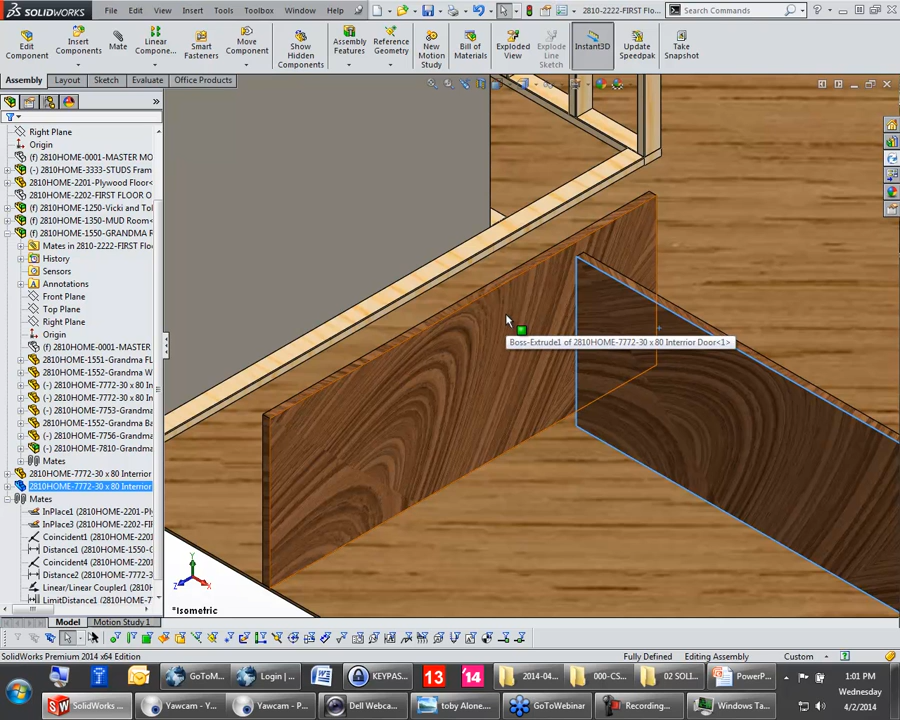 SOLIDWORKS
File Edit View Insert Tools Window Help
2810-2222-FIRST Flo...
Search Commands
Edit Component
Insert Components
Mate
Linear Componen...
Smart Fasteners
Move Component
Show Hidden Components
Assembly Features
Reference Geometry
New Motion Study
Bill of Materials
Exploded View
Explode Line Sketch
Instant3D
Update Speedpak
Take Snapshot
Assembly Layout Sketch Evaluate Office Products
Right Plane
Origin
(f) 2810HOME-0001-MASTER MO
(-) 2810HOME-3333-STUDS Fram
2810HOME-2201-Plywood Floor<
2810HOME-2202-FIRST FLOOR O
(f) 2810HOME-1250-Vicki and Tol
(f) 2810HOME-1350-MUD Room<
(f) 2810HOME-1550-GRANDMA R
Mates in 2810-2222-FIRST Flo
History
Sensors
Annotations
Front Plane
Top Plane
Right Plane
Origin
2810HOME-1551-Grandma FL
2810HOME-1552-Grandma W
(-) 2810HOME-7772-30 x 80 In
(-) 2810HOME-7772-30 x 80 In
(-) 2810HOME-7753-Grandma
2810HOME-1552-Grandma Ba
(-) 2810HOME-7756-Grandma
(-) 2810HOME-7810-Grandma
Mates
2810HOME-7772-30 x 80 Interior
2810HOME-7772-30 x 80 Interior
Mates
InPlace1 (2810HOME-2201-Pl
InPlace3 (2810HOME-2202-FI
Coincident1 (2810HOME-2201
Distance1 (2810HOME-1550-G
Coincident4 (2810HOME-2201
Distance2 (2810HOME-7772-3
Linear/Linear Coupler1 (2810H
LimitDistance1 (2810HOME-7
Boss-Extrude1 of 2810HOME-7772-30 x 80 Interior Door<1>
Y
Z X
*Isometric
Model Motion Study 1
SolidWorks Premium 2014 x64 Edition
Fully Defined Editing Assembly Custom
GoToM...
Login |...
KEYPAS...
13
14
2014-04...
000-CS...
02 SOLI...
PowerP...
SolidWorks ...
Yawcam - Y...
Yawcam - P...
Dell Webca...
toby Alone....
GoToWebinar
Recording...
Windows Ta...
1:01 PM
Wednesday
4/2/2014